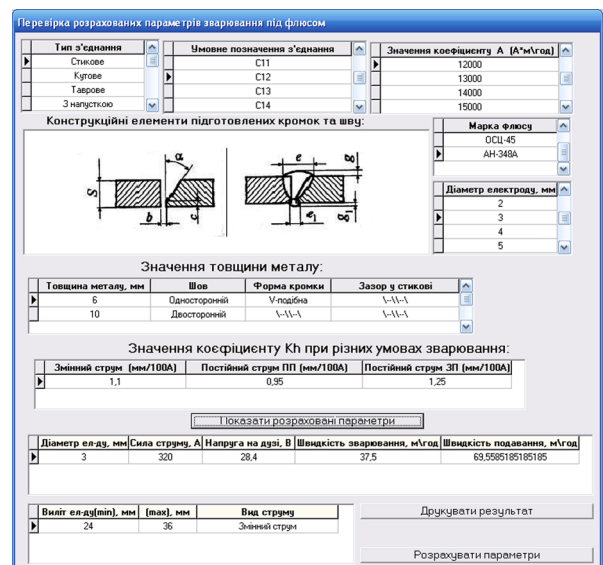 Перевірка розрахованих параметрів зварювання під флюсом
Тип з'єднання
Стикове
Кутове
Таврове
З напусткою
Умовне позначення з'єднання
С11
С12
С13
С14
Значення коефіцієнту А (А*м\год)
12000
13000
14000
15000
Конструкційні елементи підготовлених кромок та шву:
S
α
b
c
e
g
e₁
g₁
Марка флюсу
ОСЦ-45
АН-348А
Діаметр електроду, мм
2
3
4
5
Значення товщини металу:
Товщина металу, мм Шов Форма кромки Зазор у стикові
6 Односторонній V-подібна \--\\--\
10 Двосторонній \--\\--\ \--\\--\
Значення коєфіцієнту Kh при різних умовах зварювання:
Змінний струм (мм/100А) Постійний струм ПП (мм/100А) Постійний струм ЗП (мм/100А)
1,1 0,95 1,25
Показати розраховані параметри
Діаметр ел-ду, мм Сила струму, А Напруга на дузі, В Швидкість зварювання, м\год Швидкість подавання, м\год
3 320 28,4 37,5 69,5585185185185
Виліт ел-ду(min), мм (max), мм Вид струму
24 36 Змінний струм
Друкувати результат
Розрахувати параметри